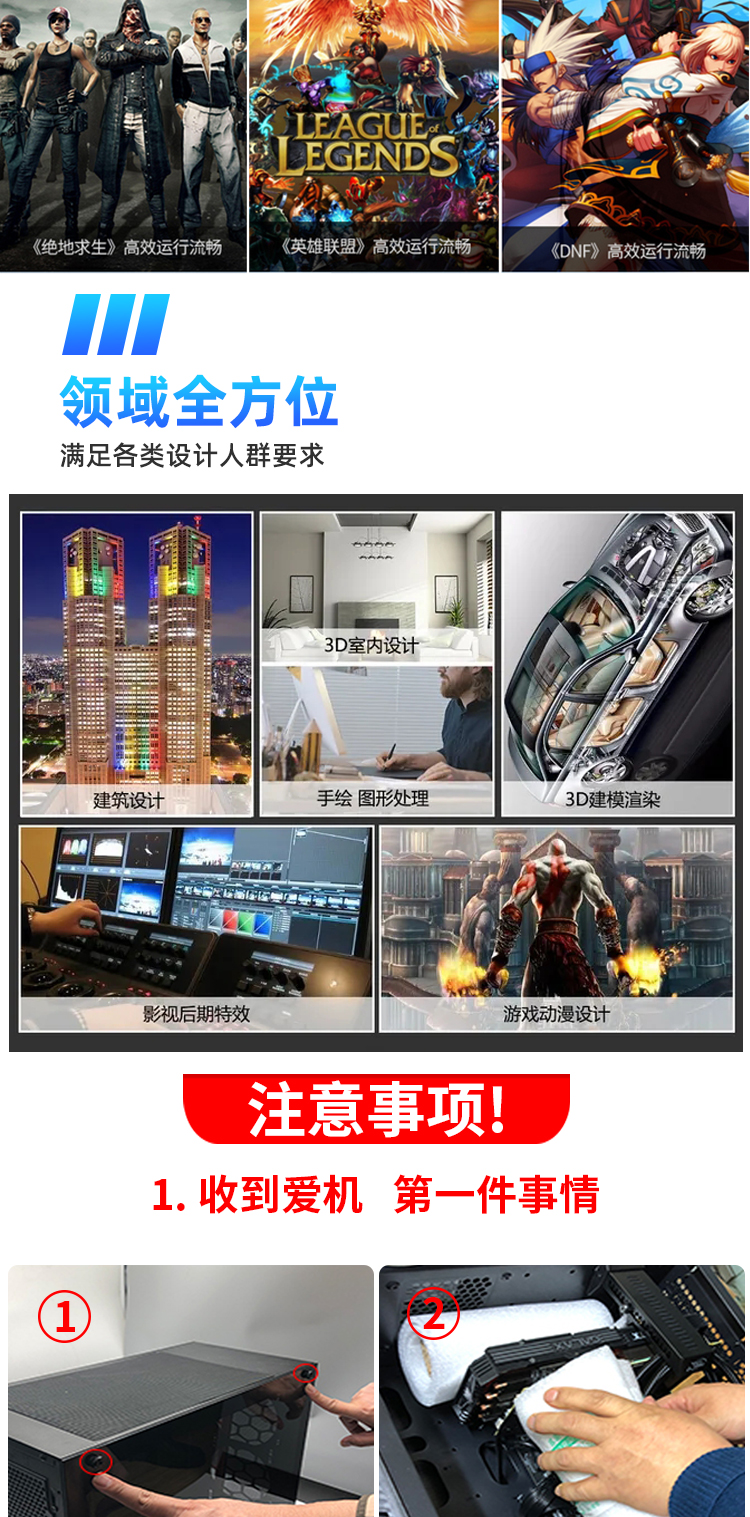 LEAGUE of
LEGENDS
《绝地求生》高效运行流畅
《英雄联盟》高效运行流畅
《DNF》高效运行流畅
领域全方位
满足各类设计人群要求
3D室内设计
建筑设计
手绘 图形处理
3D建模渲染
影视后期特效
游戏动漫设计
注意事项!
1. 收到爱机 第一件事情
1
2